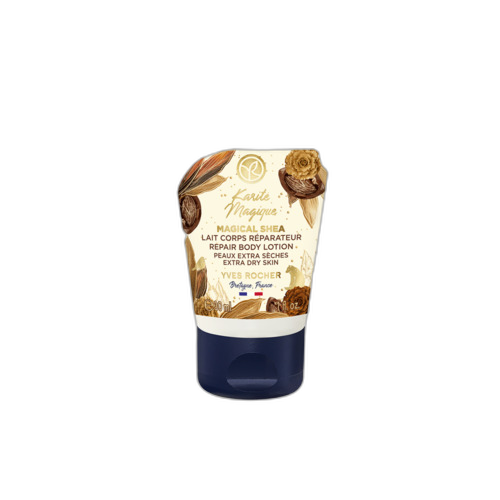 Karité
Magique
MAGICAL SHEA
LAIT CORPS RÉPARATEUR
REPAIR BODY LOTION
PEAUX EXTRA SÈCHES
EXTRA DRY SKIN
YVES ROCHER
Bretagne, France